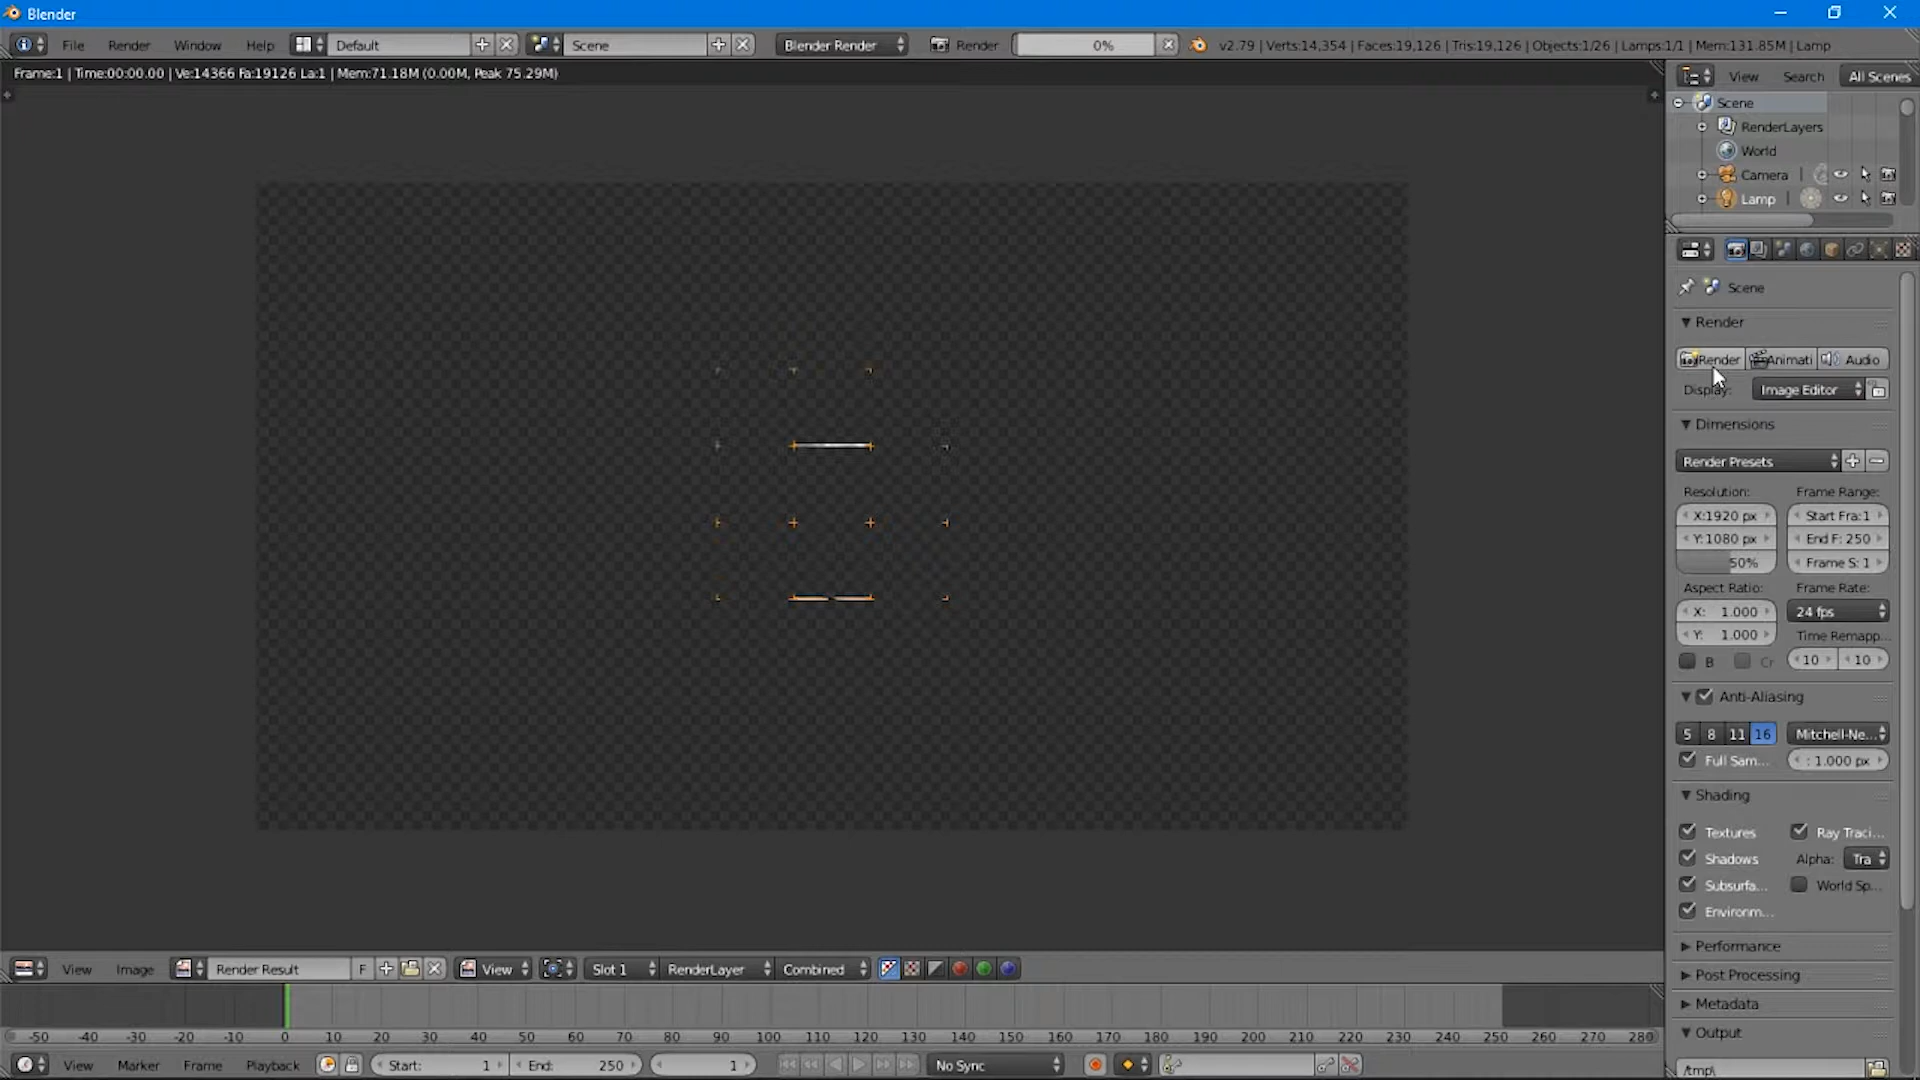 Blender
File Render Window Help Default Scene Blender Render Render 0% v2.79 | Verts:14,354 | Faces:19,126 | Tris:19,126 | Objects:1/26 | Lamps:1/1 | Mem:131.85M | Lamp
Frame:1 | Time:00:00.00 | Ve:14366 Fa:19126 La:1 | Mem:71.18M (0.00M, Peak 75.29M)
View Search All Scenes
Scene
RenderLayers
World
Camera
Lamp
Scene
Render
Render Animati Audio
Display: Image Editor
Dimensions
Render Presets
Resolution: Frame Range:
X:1920 px Start Fra:1
Y:1080 px End F: 250
50% Frame S: 1
Aspect Ratio: Frame Rate:
X: 1.000 24 fps
Y: 1.000 Time Remapp...
B Cr 10 10
Anti-Aliasing
5 8 11 16 Mitchell-Ne...
Full Sam... : 1.000 px
Shading
Textures Ray Traci...
Shadows Alpha: Tra
Subsurfa... World Sp...
Environm...
Performance
Post Processing
Metadata
Output
/tmp\
View Image Render Result F View Slot 1 RenderLayer Combined
-50 -40 -30 -20 -10 0 10 20 30 40 50 60 70 80 90 100 110 120 130 140 150 160 170 180 190 200 210 220 230 240 250 260 270 280
View Marker Frame Playback Start: 1 End: 250 1 No Sync